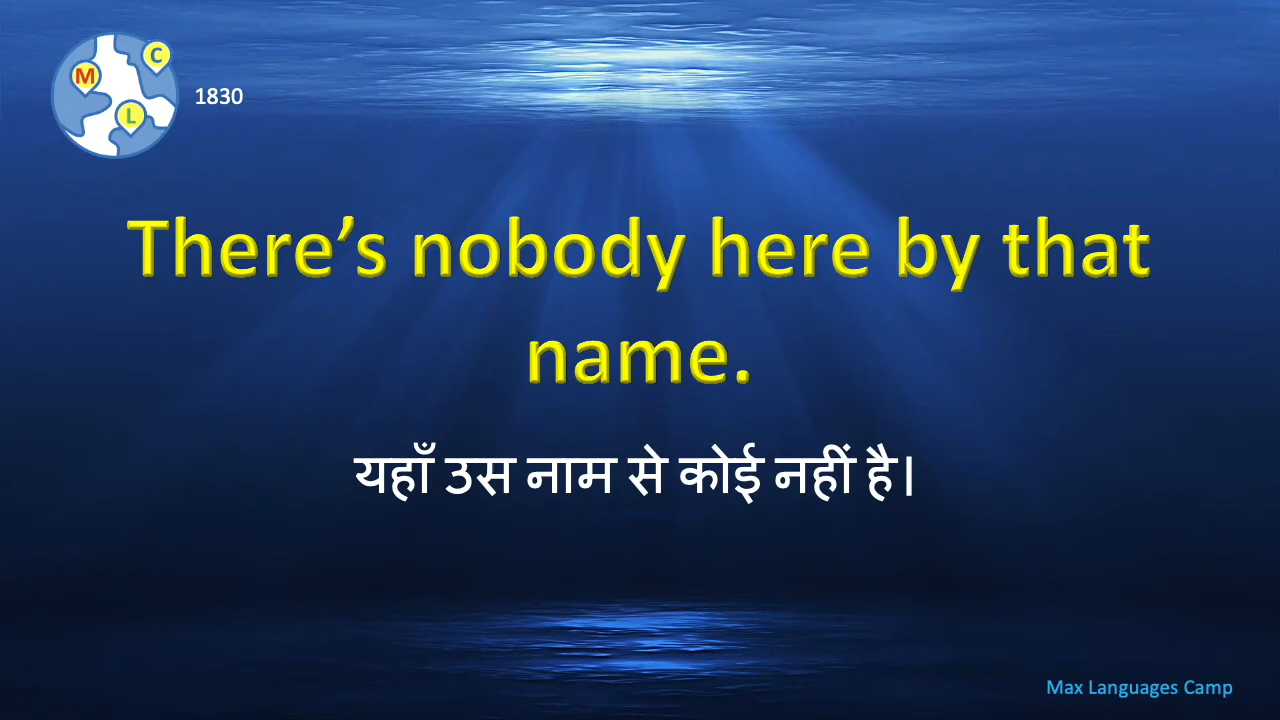 C
M
L
1830
There’s nobody here by that
name.
यहाँ उस नाम से कोई नहीं है।
Max Languages Camp